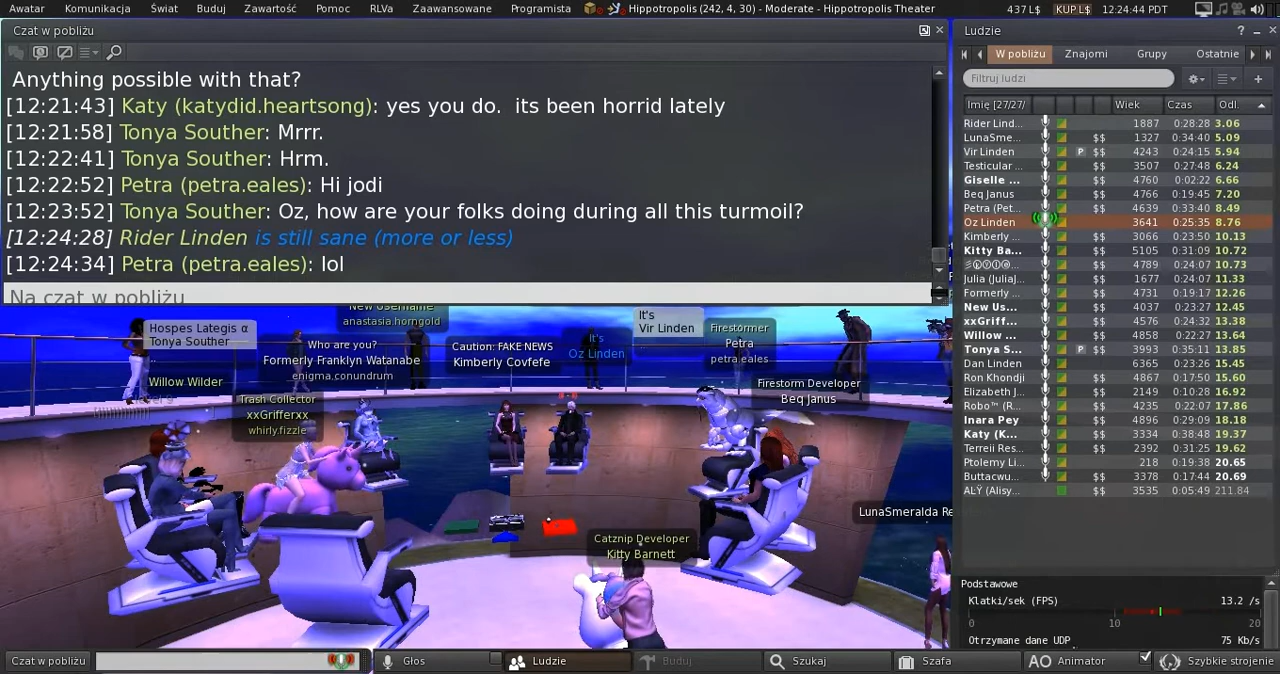 Awatar Komunikacja Świat Buduj Zawartość Pomoc RLVa Zaawansowane Programista Hippotropolis (242, 4, 30) - Moderate - Hippotropolis Theater 437 L$ KUP L$ 12:24:44 PDT
Czat w pobliżu
Anything possible with that?
[12:21:43] Katy (katydid.heartsong): yes you do. its been horrid lately
[12:21:58] Tonya Souther: Mrrr.
[12:22:41] Tonya Souther: Hrm.
[12:22:52] Petra (petra.eales): Hi jodi
[12:23:52] Tonya Souther: Oz, how are your folks doing during all this turmoil?
[12:24:28] Rider Linden is still sane (more or less)
[12:24:34] Petra (petra.eales): lol
Na czat w pobliżu
New Username
anastasia.horngold
Hospes Lategis α
Tonya Souther
Who are you?
Formerly Franklyn Watanabe
enigma.conundrum
Caution: FAKE NEWS
Kimberly Covfefe
It's
Oz Linden
It's
Vir Linden
Firestormer
Petra
petra.eales
Willow Wilder
Firestorm Developer
Beq Janus
Trash Collector
xxGrifferxx
whirly.fizzle
LunaSmeralda Re
Catznip Developer
Kitty Barnett
Ludzie
W pobliżu Znajomi Grupy Ostatnie
Filtruj ludzi
Imię [27/27/ Wiek Czas Odl.
Rider Lind... 1887 0:28:28 3.06
LunaSme... $$ 1327 0:34:40 5.09
Vir Linden P $$ 4243 0:24:15 5.94
Testicular ... $$ 3507 0:27:48 6.24
Giselle ... $$ 4760 0:02:22 6.66
Beq Janus $$ 4766 0:19:45 7.20
Petra (Pet... $$ 4639 0:33:40 8.49
Oz Linden 3641 0:25:35 8.76
Kimberly ... $$ 3066 0:23:50 10.13
Kitty Ba... $$ 5105 0:31:09 10.72
$$ 4789 0:24:07 10.73
Julia (JuliaJ... $$ 1677 0:24:07 11.33
Formerly ... $$ 4731 0:19:17 12.26
New Us... $$ 4037 0:23:27 12.45
xxGriff... $$ 4576 0:24:32 13.38
Willow ... $$ 4858 0:22:27 13.64
Tonya S... P $$ 3993 0:35:11 13.85
Dan Linden 6365 0:23:26 15.45
Ron Khondji $$ 4867 0:17:50 15.60
Elizabeth J... $$ 2149 0:10:28 16.92
Robo™ (R... $$ 4235 0:22:07 17.86
Inara Pey $$ 4896 0:29:09 18.18
Katy (K... $$ 3334 0:38:48 19.37
Terreii Res... $$ 2392 0:31:25 19.62
Ptolemy Li... 218 0:19:38 20.65
Buttacwu... $$ 3378 0:17:44 20.69
ALÝ (Alisy... $$ 3535 0:05:49 211.84
Podstawowe
Klatki/sek (FPS) 13.2 /s
0 10 20
Otrzymane dane UDP 75 Kb/s
Czat w pobliżu Głos Ludzie Buduj Szukaj Szafa AO Animator Szybkie strojenie